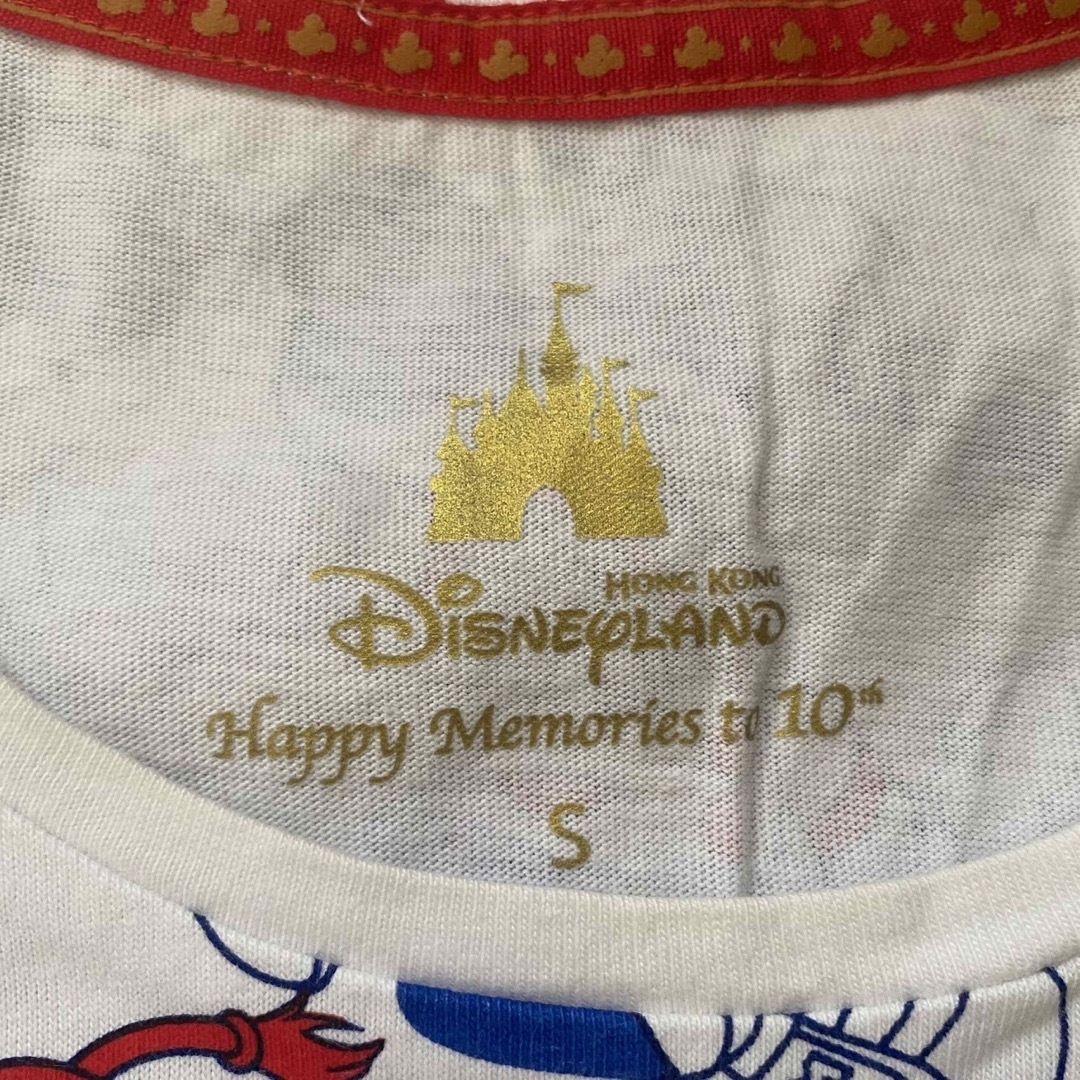 HONG KONG
DISNEYLAND
Happy Memories to 10th
S